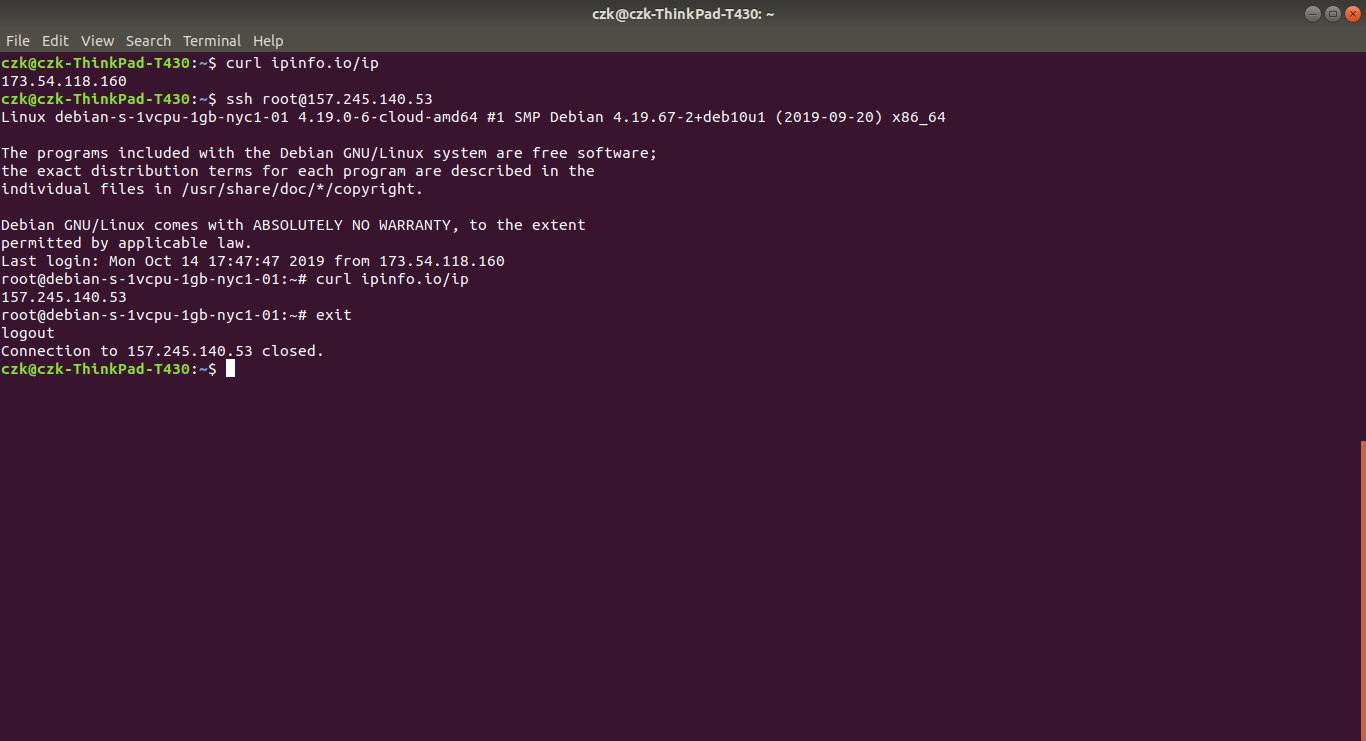 czk@czk-ThinkPad-T430: ~
File Edit View Search Terminal Help
czk@czk-ThinkPad-T430:~$ curl ipinfo.io/ip
173.54.118.160
czk@czk-ThinkPad-T430:~$ ssh root@157.245.140.53
Linux debian-s-1vcpu-1gb-nyc1-01 4.19.0-6-cloud-amd64 #1 SMP Debian 4.19.67-2+deb10u1 (2019-09-20) x86_64
The programs included with the Debian GNU/Linux system are free software;
the exact distribution terms for each program are described in the
individual files in /usr/share/doc/*/copyright.
Debian GNU/Linux comes with ABSOLUTELY NO WARRANTY, to the extent
permitted by applicable law.
Last login: Mon Oct 14 17:47:47 2019 from 173.54.118.160
root@debian-s-1vcpu-1gb-nyc1-01:~# curl ipinfo.io/ip
157.245.140.53
root@debian-s-1vcpu-1gb-nyc1-01:~# exit
logout
Connection to 157.245.140.53 closed.
czk@czk-ThinkPad-T430:~$